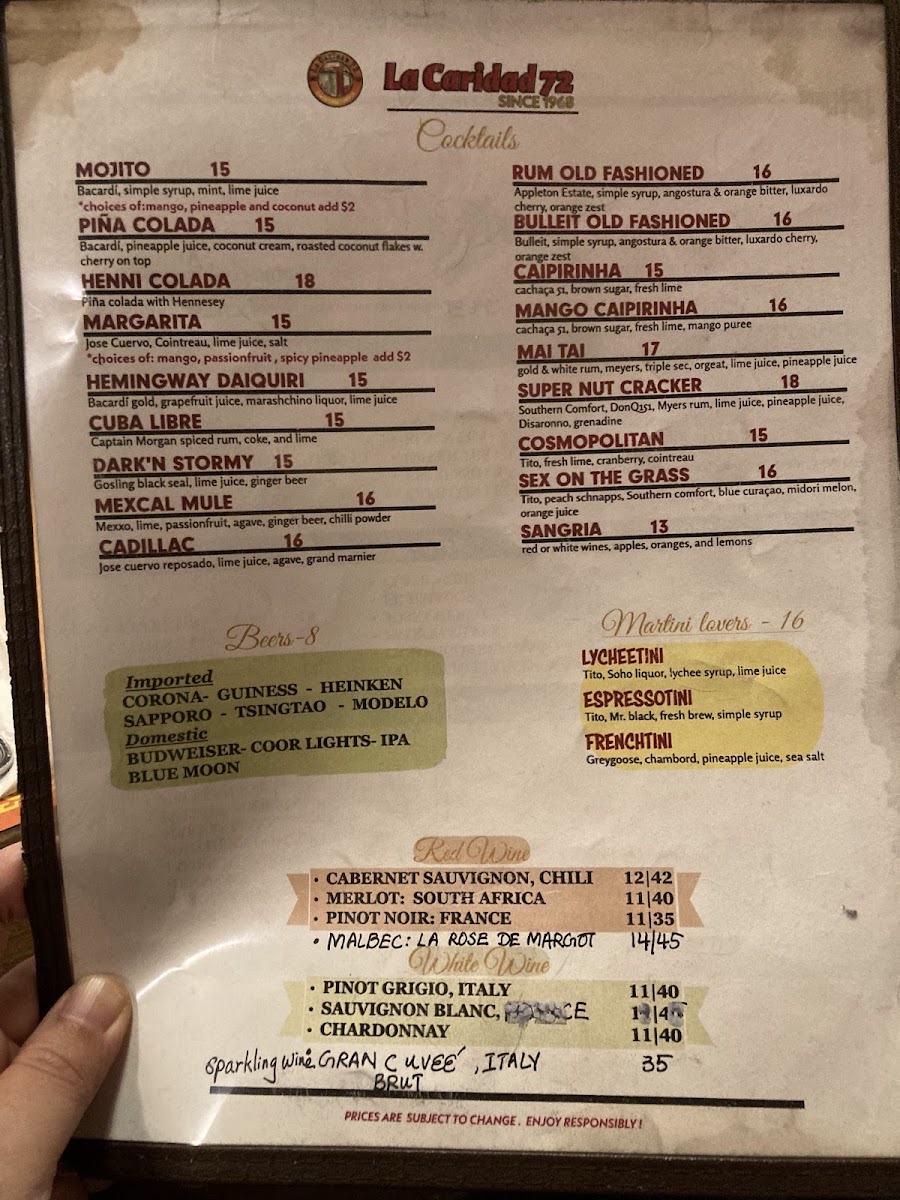 La Caridad 72
SINCE 1968
Cocktails
MOJITO 15
Bacardí, simple syrup, mint, lime juice
*choices of:mango, pineapple and coconut add $2
PIÑA COLADA 15
Bacardí, pineapple juice, coconut cream, roasted coconut flakes w.
cherry on top
HENNI COLADA 18
Piña colada with Hennesey
MARGARITA 15
Jose Cuervo, Cointreau, lime juice, salt
*choices of: mango, passionfruit , spicy pineapple add $2
HEMINGWAY DAIQUIRI 15
Bacardí gold, grapefruit juice, marashchino liquor, lime juice
CUBA LIBRE 15
Captain Morgan spiced rum, coke, and lime
DARK'N STORMY 15
Gosling black seal, lime juice, ginger beer
MEXCAL MULE 16
Mexxo, lime, passionfruit, agave, ginger beer, chilli powder
CADILLAC 16
Jose cuervo reposado, lime juice, agave, grand marnier
RUM OLD FASHIONED 16
Appleton Estate, simple syrup, angostura & orange bitter, luxardo
cherry, orange zest
BULLEIT OLD FASHIONED 16
Bulleit, simple syrup, angostura & orange bitter, luxardo cherry,
orange zest
CAIPIRINHA 15
cachaça 51, brown sugar, fresh lime
MANGO CAIPIRINHA 16
cachaça 51, brown sugar, fresh lime, mango puree
MAI TAI 17
gold & white rum, meyers, triple sec, orgeat, lime juice, pineapple juice
SUPER NUT CRACKER 18
Southern Comfort, DonQ151, Myers rum, lime juice, pineapple juice,
Disaronno, grenadine
COSMOPOLITAN 15
Tito, fresh lime, cranberry, cointreau
SEX ON THE GRASS 16
Tito, peach schnapps, Southern comfort, blue curaçao, midori melon,
orange juice
SANGRIA 13
red or white wines, apples, oranges, and lemons
Beers-8
Imported
CORONA- GUINESS - HEINKEN
SAPPORO - TSINGTAO - MODELO
Domestic
BUDWEISER- COOR LIGHTS- IPA
BLUE MOON
Martini lovers - 16
LYCHEETINI
Tito, Soho liquor, lychee syrup, lime juice
ESPRESSOTINI
Tito, Mr. black, fresh brew, simple syrup
FRENCHTINI
Greygoose, chambord, pineapple juice, sea salt
Red Wine
• CABERNET SAUVIGNON, CHILI 12|42
• MERLOT: SOUTH AFRICA 11|40
• PINOT NOIR: FRANCE 11|35
• MALBEC: LA ROSE DE MARGOT 14/45
White Wine
• PINOT GRIGIO, ITALY 11|40
• SAUVIGNON BLANC,
• CHARDONNAY 11|40
Sparkling wine GRAN CUVEÉ , ITALY 35
BRUT
PRICES ARE SUBJECT TO CHANGE . ENJOY RESPONSIBLY!